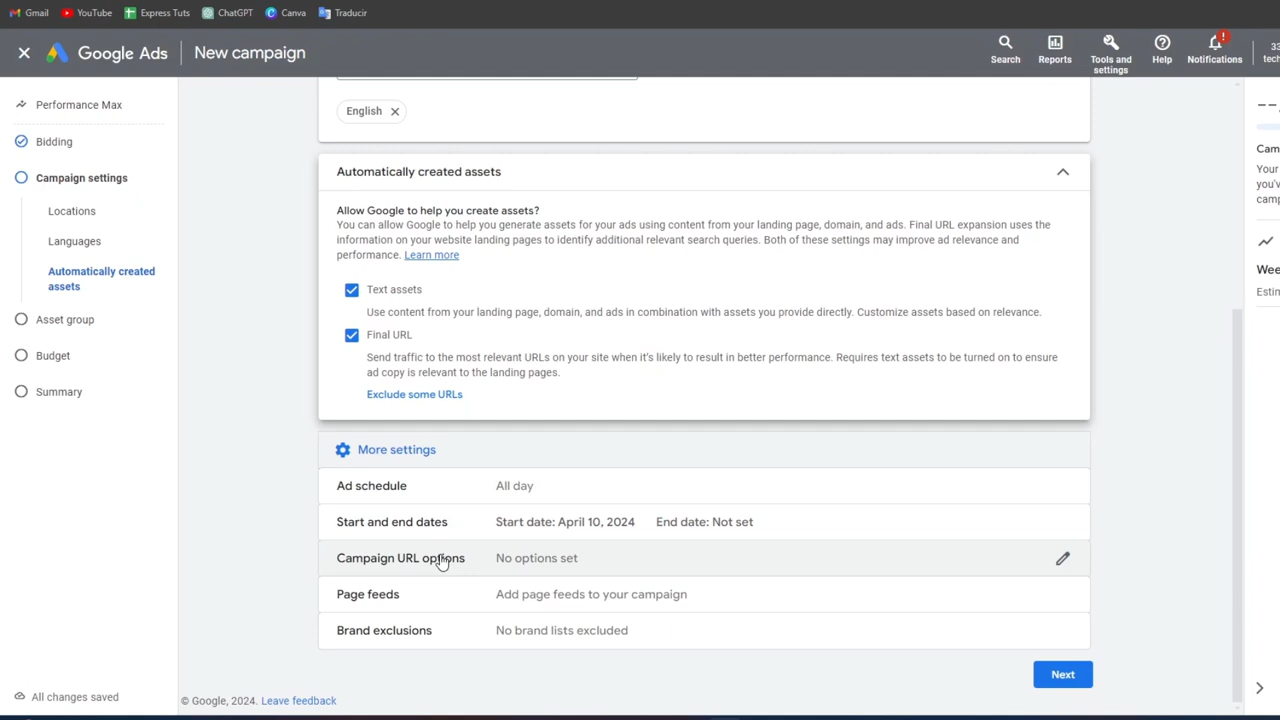 Gmail YouTube Express Tuts ChatGPT Canva Traducir
Google Ads New campaign
Search Reports Tools and settings Help Notifications
Performance Max
Bidding
Campaign settings
Locations
Languages
Automatically created
assets
Asset group
Budget
Summary
All changes saved
English
Automatically created assets
Allow Google to help you create assets?
You can allow Google to help you generate assets for your ads using content from your landing page, domain, and ads. Final URL expansion uses the
information on your website landing pages to identify additional relevant search queries. Both of these settings may improve ad relevance and
performance. Learn more
Text assets
Use content from your landing page, domain, and ads in combination with assets you provide directly. Customize assets based on relevance.
Final URL
Send traffic to the most relevant URLs on your site when it's likely to result in better performance. Requires text assets to be turned on to ensure
ad copy is relevant to the landing pages.
Exclude some URLs
More settings
Ad schedule All day
Start and end dates Start date: April 10, 2024 End date: Not set
Campaign URL options No options set
Page feeds Add page feeds to your campaign
Brand exclusions No brand lists excluded
Next
© Google, 2024. Leave feedback
33
tech
Cam
Your
you'v
camp
Wee
Estin